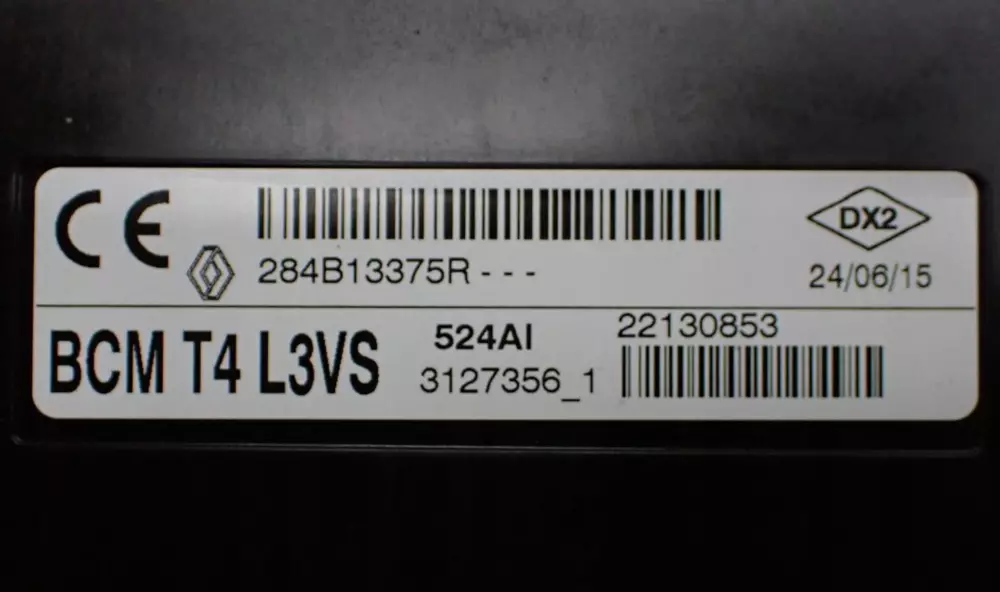 CE
284B13375R - - -
DX2
24/06/15
BCM T4 L3VS
524AI
3127356_1
22130853